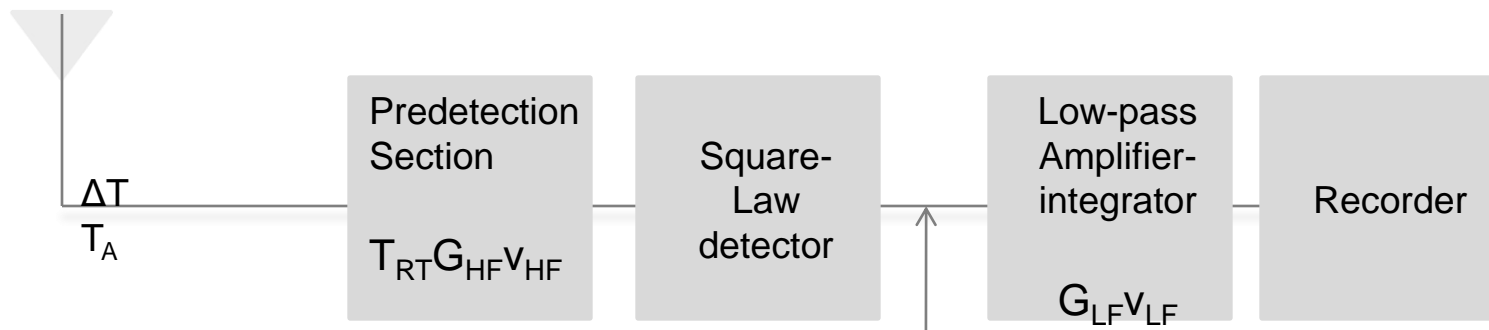 ΔT
T_A
Predetection
Section
T_RT G_HF v_HF
Square-
Law
detector
Low-pass
Amplifier-
integrator
G_LF v_LF
Recorder